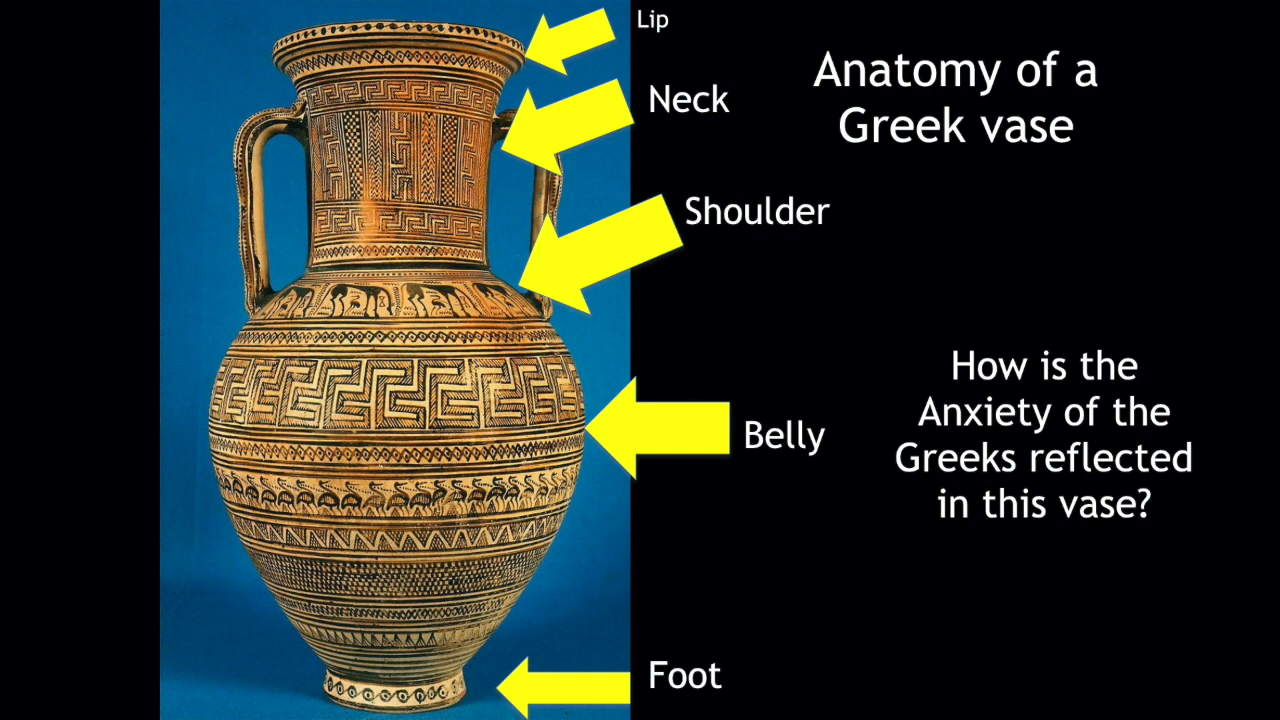 Lip
Anatomy of a
Greek vase
Neck
Shoulder
How is the
Anxiety of the
Greeks reflected
in this vase?
Belly
Foot